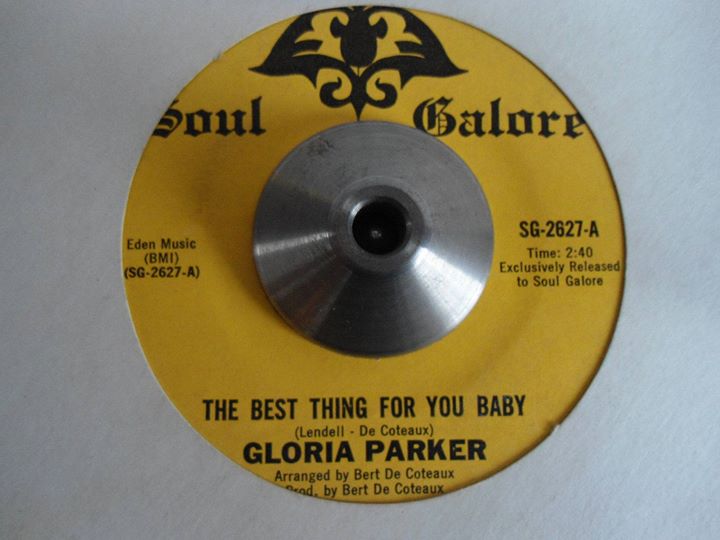 Soul Galore
Eden Music
(BMI)
(SG-2627-A)
SG-2627-A
Time: 2:40
Exclusively Released
to Soul Galore
THE BEST THING FOR YOU BABY
(Lendell - De Coteaux)
GLORIA PARKER
Arranged by Bert De Coteaux
Prod. by Bert De Coteaux